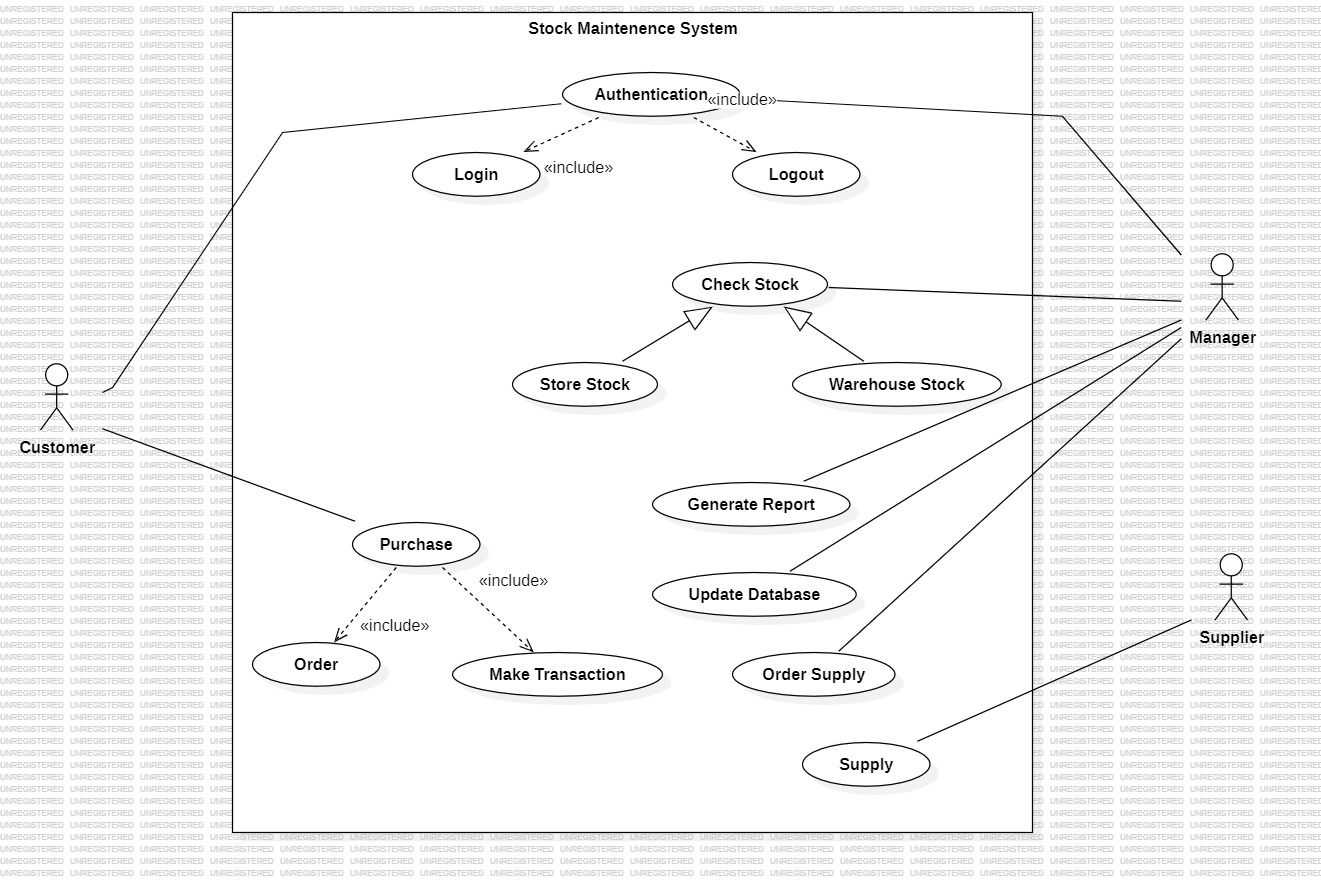 Stock Maintenence System
Authentication
«include»
Login
«include»
Logout
Check Stock
Manager
Store Stock
Warehouse Stock
Customer
Generate Report
Purchase
«include»
Update Database
«include»
Supplier
Order
Make Transaction
Order Supply
Supply
UNREGISTERED